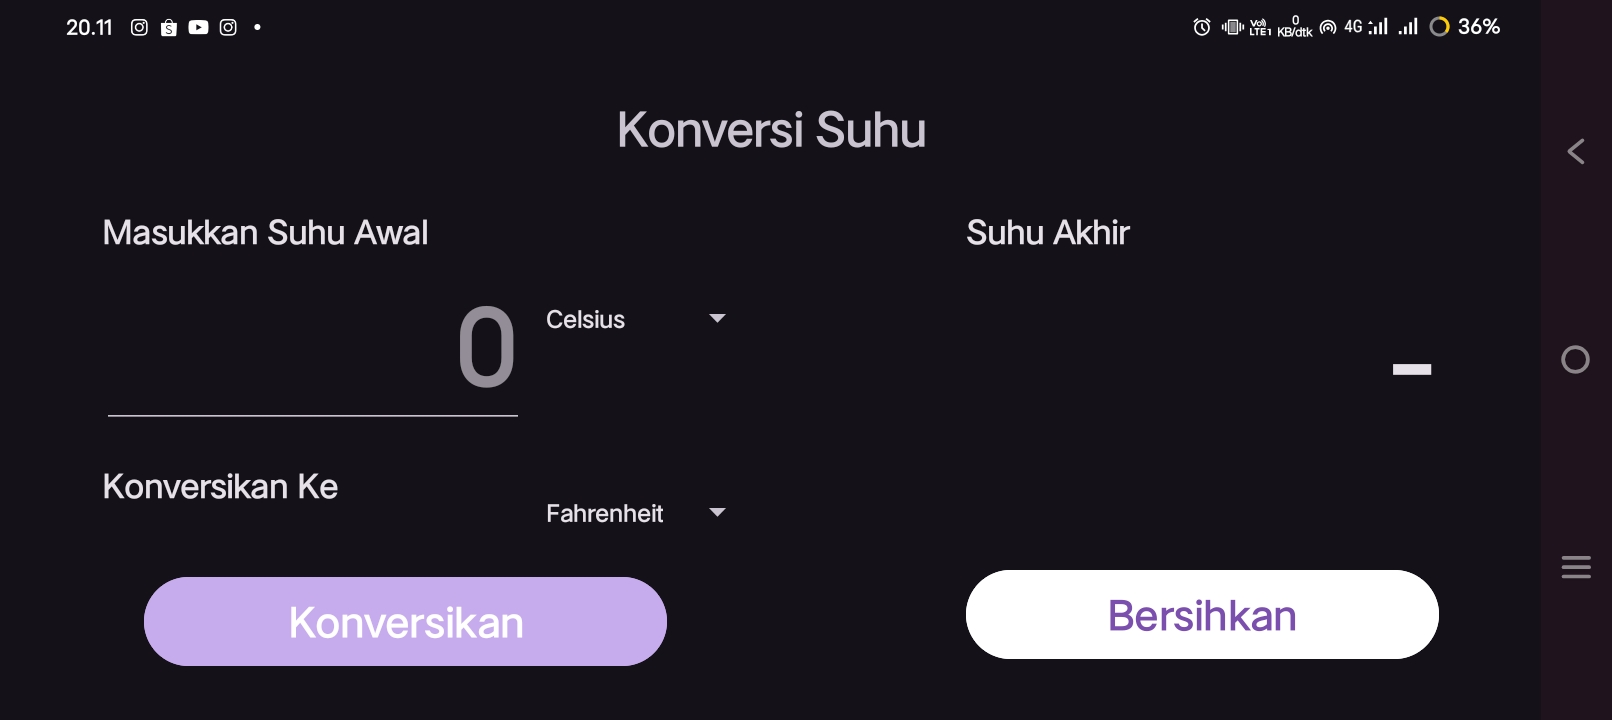 20.11
Vo)) LTE1 0 KB/dtk 4G 36%
Konversi Suhu
Masukkan Suhu Awal
Suhu Akhir
0
Celsius
-
Konversikan Ke
Fahrenheit
Konversikan
Bersihkan